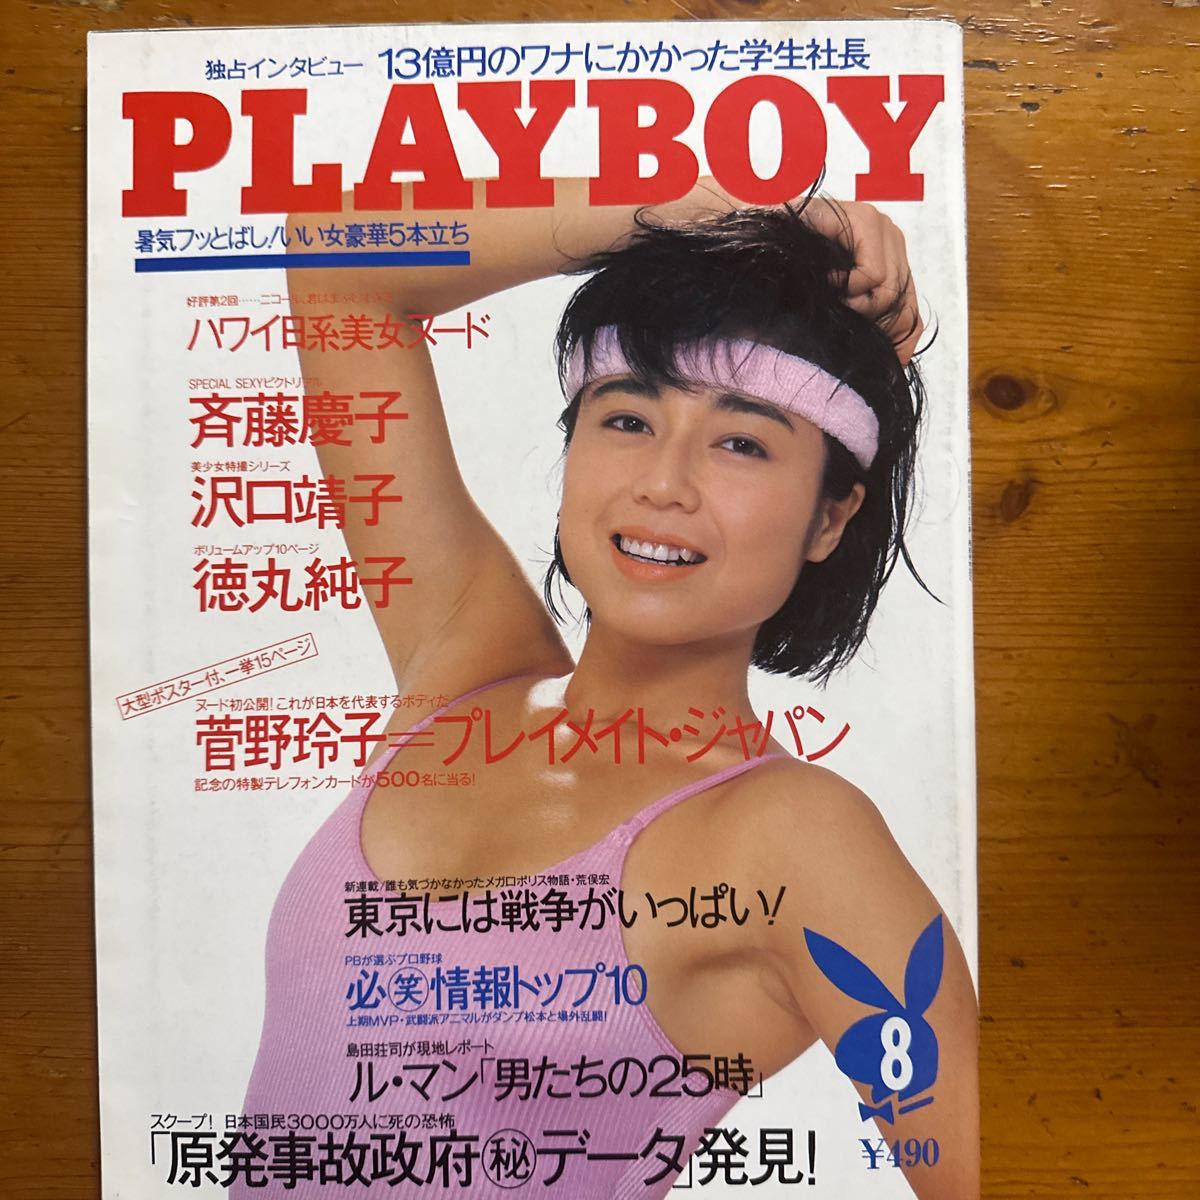 独占インタビュー 13億円のワナにかかった学生社長
PLAYBOY
暑気フッとばし!いい女豪華5本立ち
好評第2回……ニコール、君は
ハワイ日系美女ヌード
SPECIAL SEXYピクトリアル
斉藤慶子
美少女特撮シリーズ
沢口靖子
ボリュームアップ10ページ
徳丸純子
大型ポスター付、一挙15ページ
ヌード初公開!これが日本を代表するボディだ
菅野玲子=プレイメイト・ジャパン
記念の特製テレフォンカードが500名に当る!
新連載/誰も気づかなかったメガロポリス物語・荒俣宏
東京には戦争がいっぱい!
PBが選ぶプロ野球
必㊙笑情報トップ10
上期MVP・武闘派アニマルがダンプ松本と場外乱闘!
島田荘司が現地レポート
ル・マン「男たちの25時」
スクープ! 日本国民3000万人に死の恐怖
「原発事故政府㊙データ」発見!
8
¥490